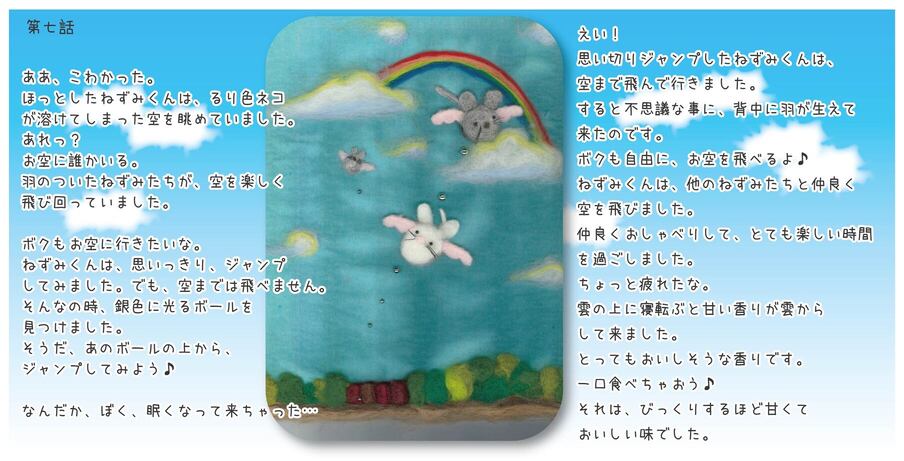 第七話
ああ、こわかった。
ほっとしたねずみくんは、るり色ネコ
が溶けてしまった空を眺めていました。
あれっ？
お空に誰かいる。
羽のついたねずみたちが、空を楽しく
飛び回っていました。
ボクもお空に行きたいな。
ねずみくんは、思いっきり、ジャンプ
してみました。でも、空までは飛べません。
そんなの時、銀色に光るボールを
見つけました。
そうだ、あのボールの上から、
ジャンプしてみよう♪
なんだか、ぼく、眠くなって来ちゃった…
えい！
思い切りジャンプしたねずみくんは、
空まで飛んで行きました。
すると不思議な事に、背中に羽が生えて
来たのです。
ボクも自由に、お空を飛べるよ♪
ねずみくんは、他のねずみたちと仲良く
空を飛びました。
仲良くおしゃべりして、とても楽しい時間
を過ごしました。
ちょっと疲れたな。
雲の上に寝転ぶと甘い香りが雲から
して来ました。
とってもおいしそうな香りです。
一口食べちゃおう♪
それは、びっくりするほど甘くて
おいしい味でした。